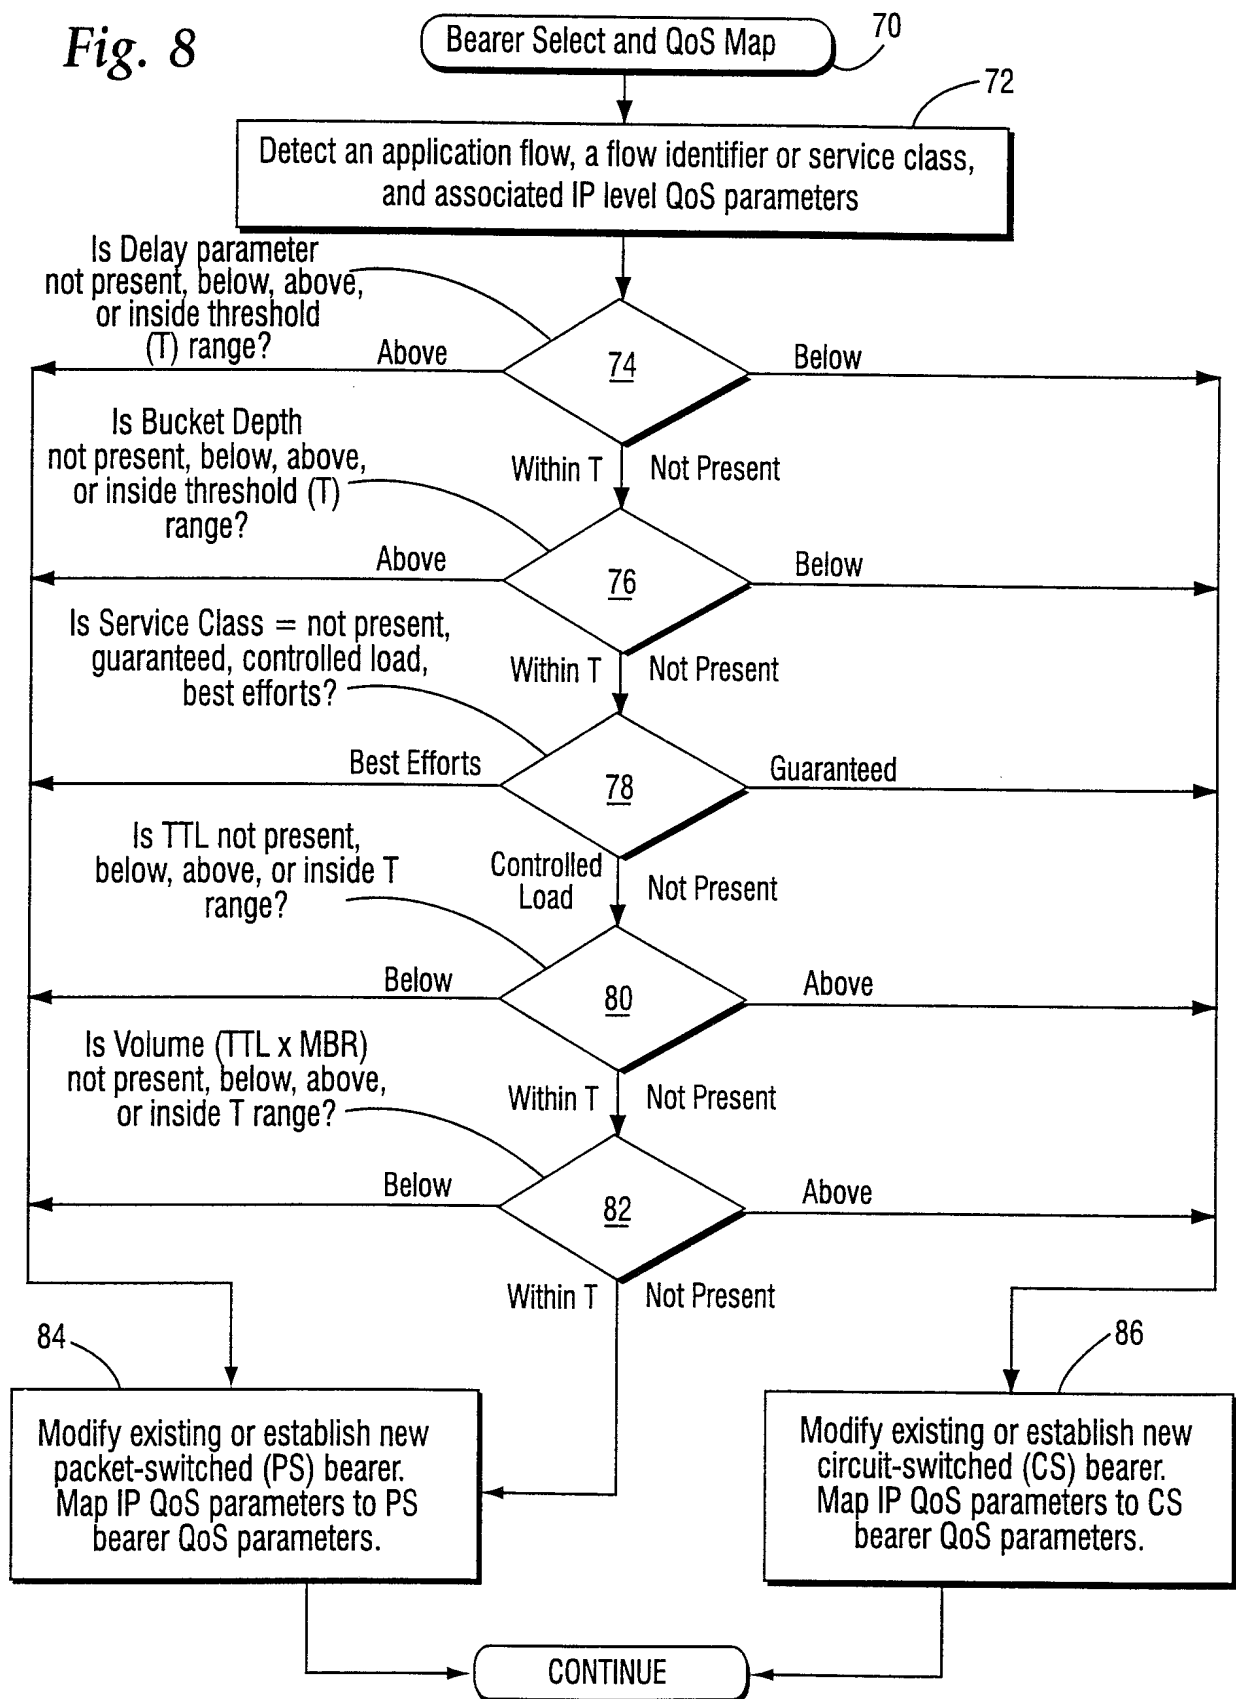 Fig. 8
Bearer Select and QoS Map
70
72
Detect an application flow, a flow identifier or service class,
and associated IP level QoS parameters
Is Delay parameter
not present, below, above,
or inside threshold
(T) range?
Above
74
Below
Within T
Not Present
Is Bucket Depth
not present, below, above,
or inside threshold (T)
range?
Above
76
Below
Within T
Not Present
Is Service Class = not present,
guaranteed, controlled load,
best efforts?
Best Efforts
78
Guaranteed
Controlled
Load
Not Present
Is TTL not present,
below, above, or inside T
range?
Below
80
Above
Within T
Not Present
Is Volume (TTL x MBR)
not present, below, above,
or inside T range?
Below
82
Above
Within T
Not Present
84
86
Modify existing or establish new
packet-switched (PS) bearer.
Map IP QoS parameters to PS
bearer QoS parameters.
Modify existing or establish new
circuit-switched (CS) bearer.
Map IP QoS parameters to CS
bearer QoS parameters.
CONTINUE